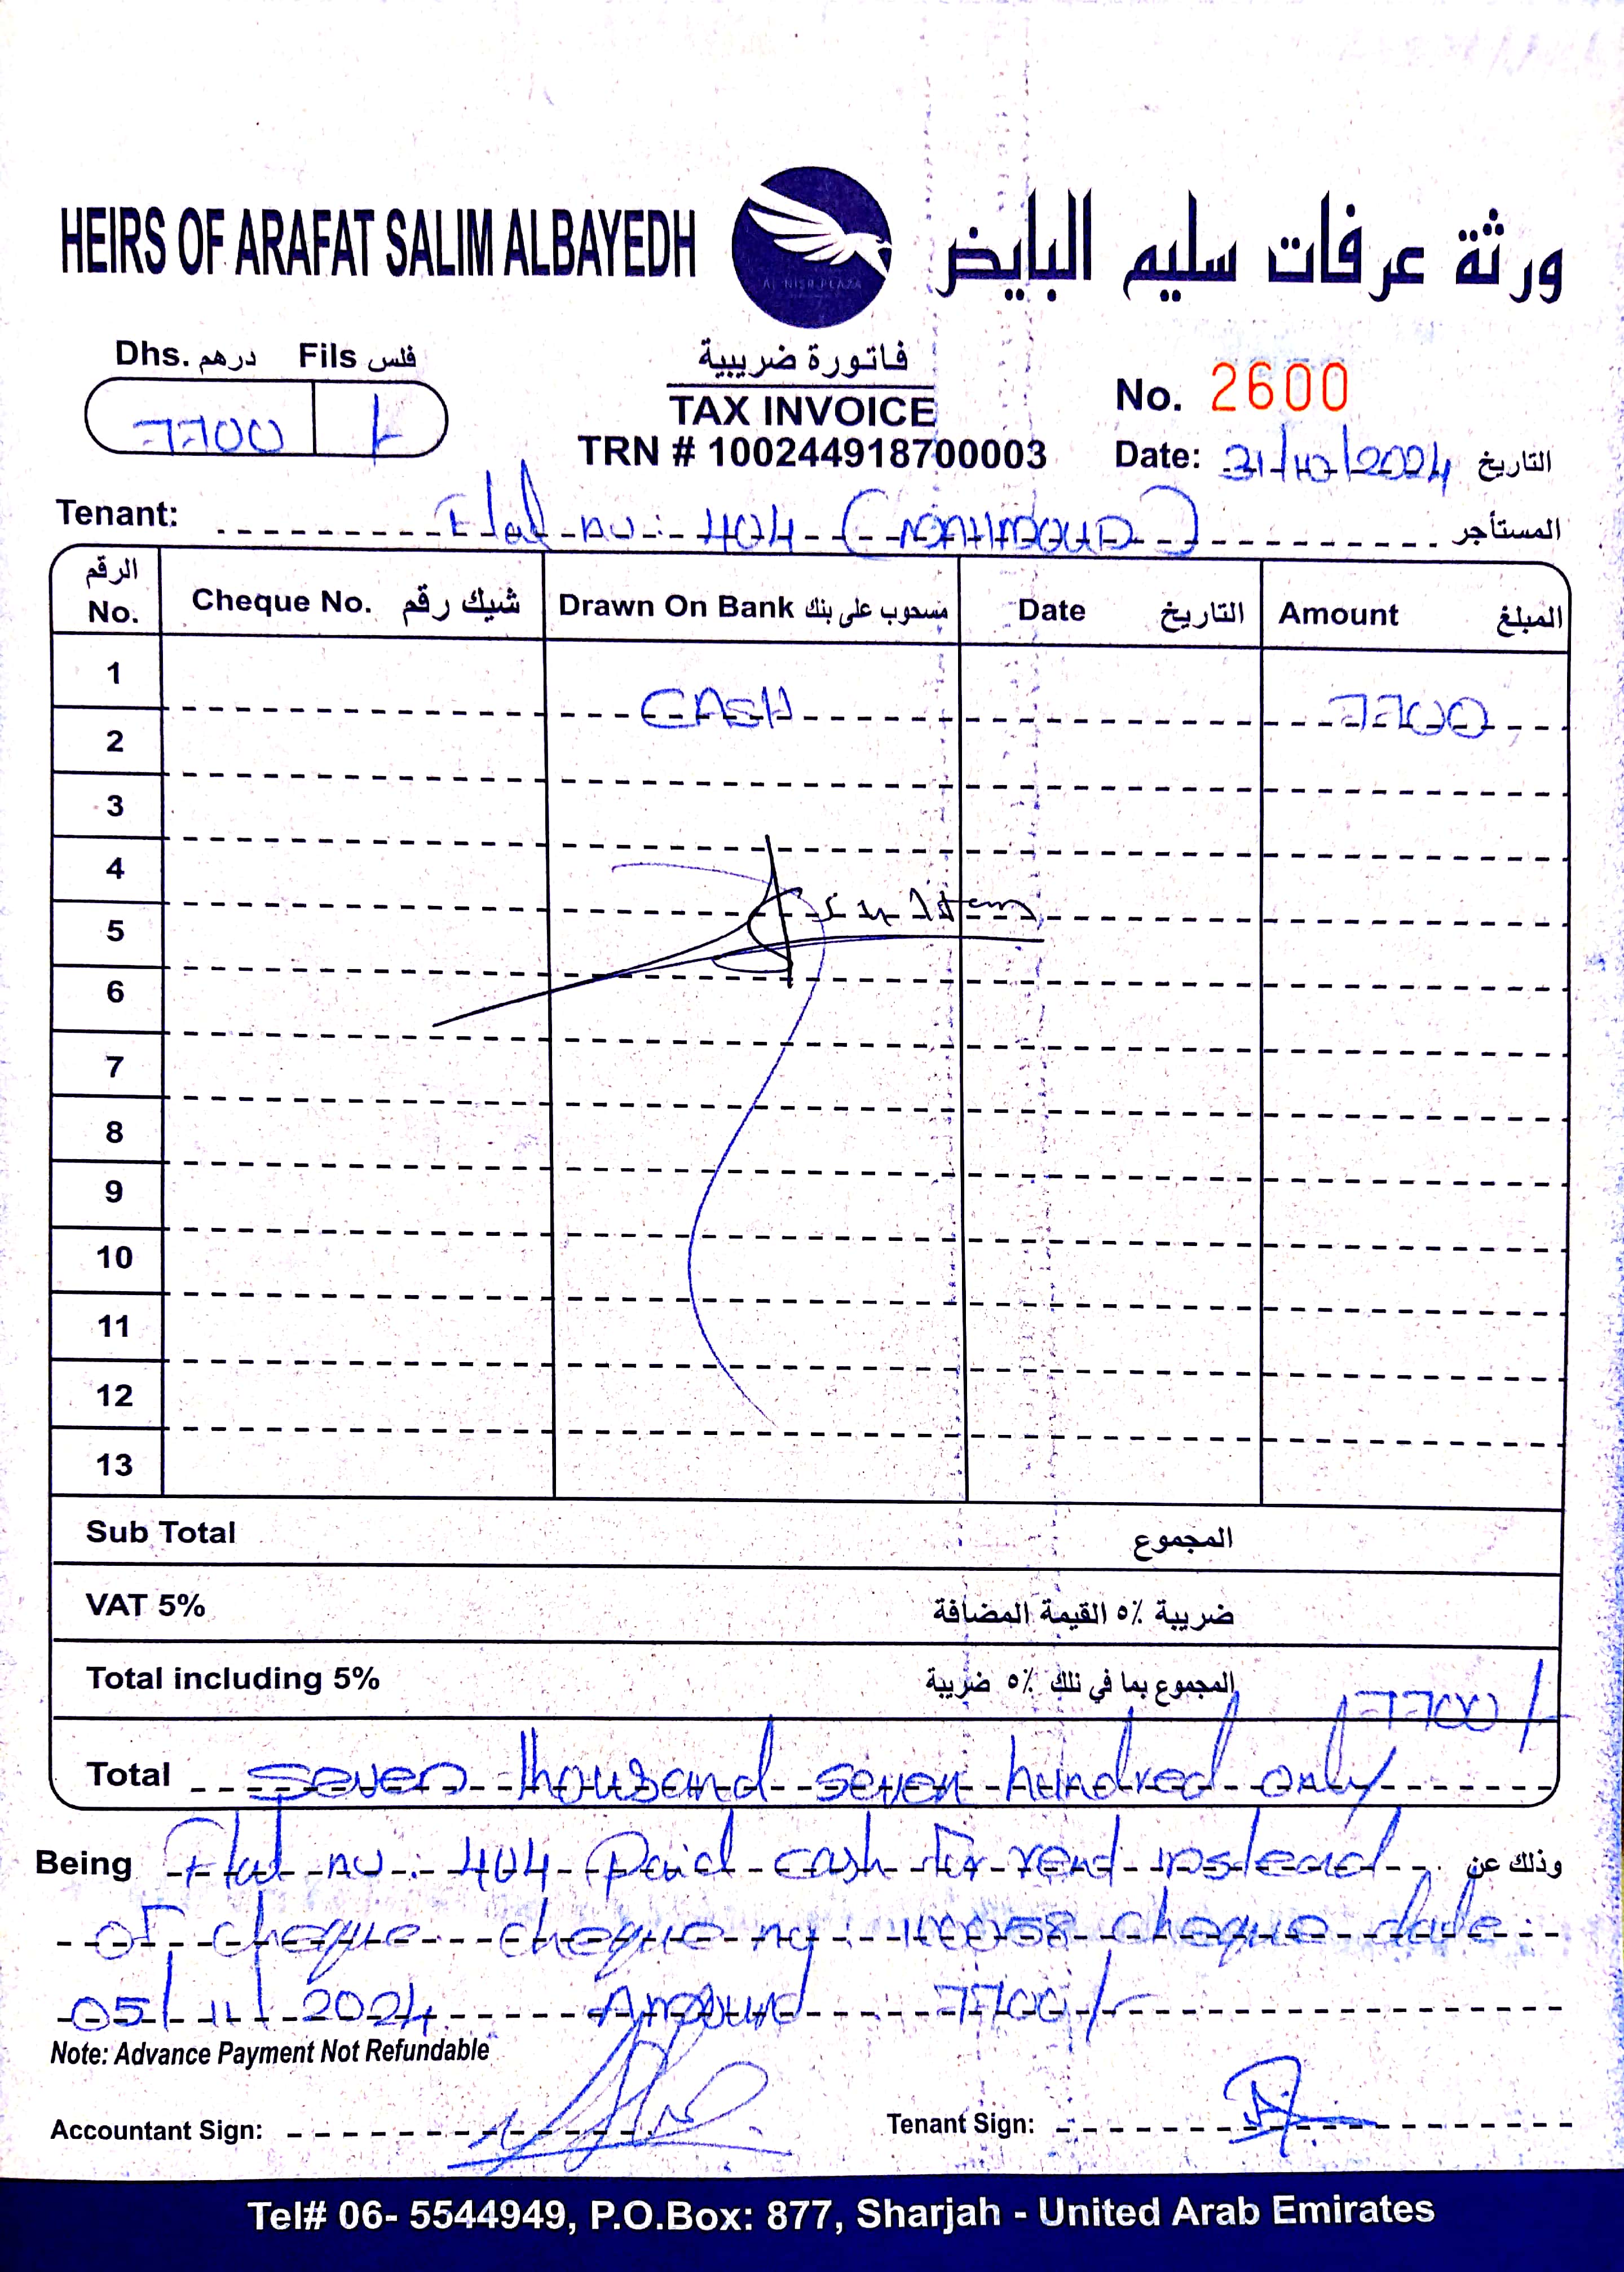 HEIRS OF ARAFAT SALIM ALBAYEDH
AL NISR PLAZA
ورثة عرفات سليم البايض
Dhs. درهم Fils فلس
7700 /-
فاتورة ضريبية
TAX INVOICE
TRN # 100244918700003
No. 2600
Date: 31/10/2024 التاريخ
Tenant: Flat no: 404 (MAHMOUD) المستأجر
الرقم No. Cheque No. شيك رقم Drawn On Bank مسحوب على بنك Date التاريخ Amount المبلغ
1
CASH 7700
2
3
4
5
6
7
8
9
10
11
12
13
Sub Total المجموع
VAT 5% ضريبة ٥٪ القيمة المضافة
Total including 5% المجموع بما في ذلك ٥٪ ضريبة 7700/-
Total seven thousand seven hundred only
Being Flat no: 404 Paid cash for rent instead وذلك عن
of cheque cheque no: cheque date:
05/11/2024 Amount 7700/-
Note: Advance Payment Not Refundable
Accountant Sign: Tenant Sign:
Tel# 06- 5544949, P.O.Box: 877, Sharjah - United Arab Emirates